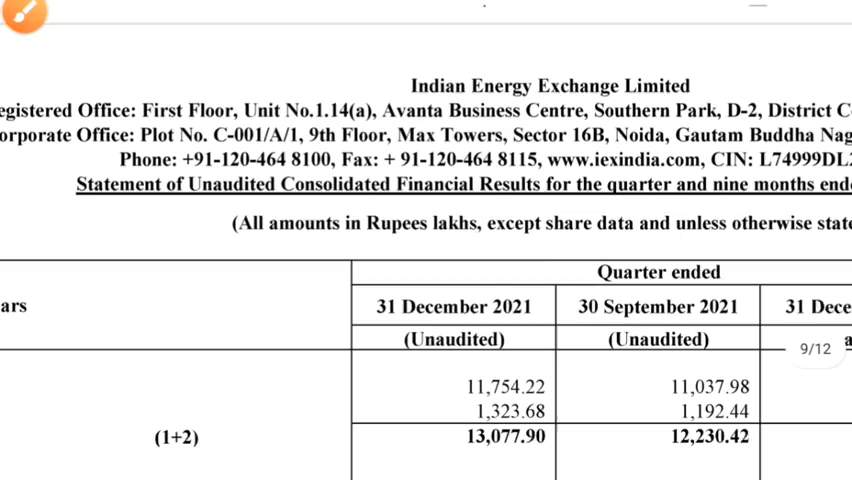 Indian Energy Exchange Limited
egistered Office: First Floor, Unit No.1.14(a), Avanta Business Centre, Southern Park, D-2, District C
orporate Office: Plot No. C-001/A/1, 9th Floor, Max Towers, Sector 16B, Noida, Gautam Buddha Nag
Phone: +91-120-464 8100, Fax: + 91-120-464 8115, www.iexindia.com, CIN: L74999DL2
Statement of Unaudited Consolidated Financial Results for the quarter and nine months ende
(All amounts in Rupees lakhs, except share data and unless otherwise state
Quarter ended
ars 31 December 2021 30 September 2021 31 Dece
(Unaudited) (Unaudited) a
9/12
11,754.22 11,037.98
1,323.68 1,192.44
(1+2) 13,077.90 12,230.42